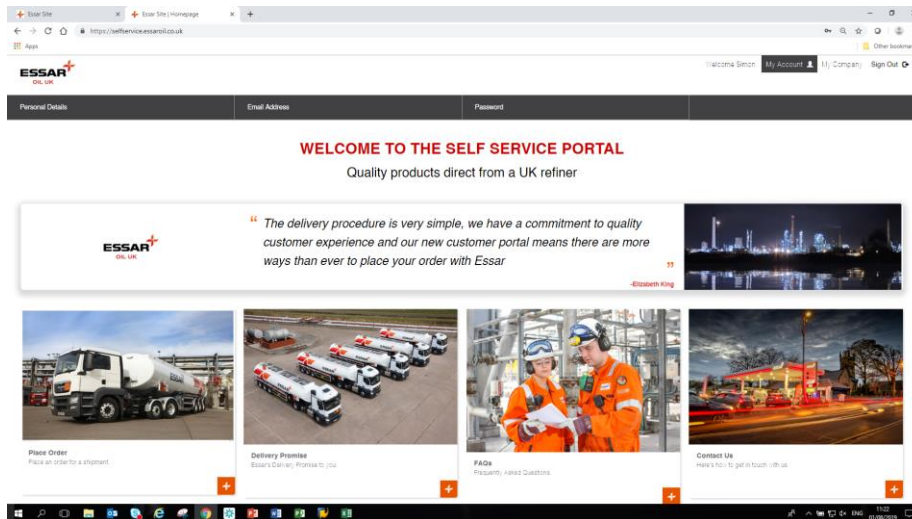 Essar Site
Essar Site | Homepage
https://selfservice.essaroil.co.uk
Apps
Other bookmar
ESSAR
OIL UK
Welcome Simon
My Account
My Company
Sign Out
Personal Details
Email Address
Password
WELCOME TO THE SELF SERVICE PORTAL
Quality products direct from a UK refiner
ESSAR
OIL UK
“ The delivery procedure is very simple, we have a commitment to quality
customer experience and our new customer portal means there are more
ways than ever to place your order with Essar
”
-Elizabeth King
ESSAR
Place Order
Place an order for a shipment
Delivery Promise
Essar's Delivery Promise to you
FAQs
Frequently Asked Questions
Contact Us
Here's how to get in touch with us
ENG
11:22
01/08/2019